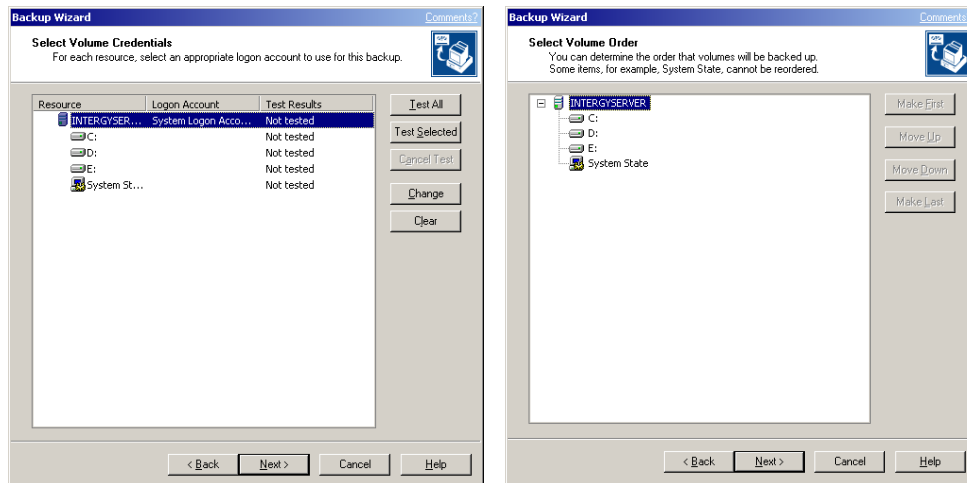 Backup Wizard Comments?
Select Volume Credentials
For each resource, select an appropriate logon account to use for this backup.
Resource Logon Account Test Results
INTERGYSER... System Logon Acco... Not tested
C: Not tested
D: Not tested
E: Not tested
System St... Not tested
Test All
Test Selected
Cancel Test
Change
Clear
< Back Next > Cancel Help
Backup Wizard Comments
Select Volume Order
You can determine the order that volumes will be backed up.
Some items, for example, System State, cannot be reordered.
INTERGYSERVER
C:
D:
E:
System State
Make First
Move Up
Move Down
Make Last
< Back Next > Cancel Help